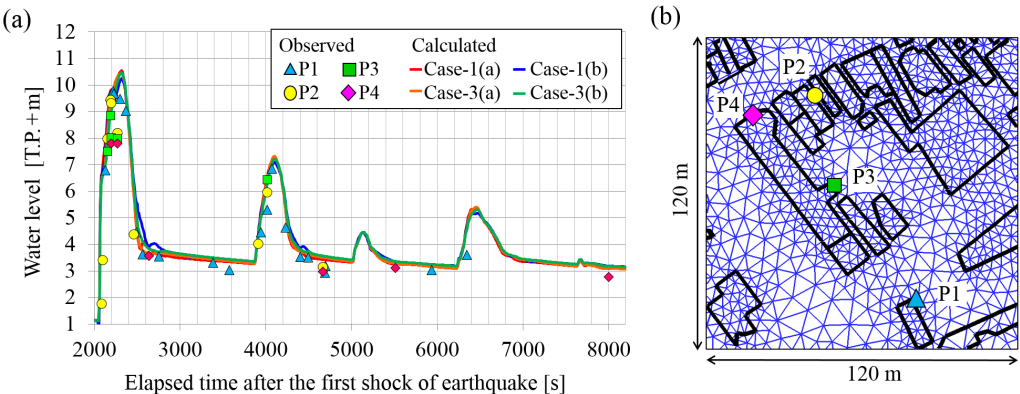 (a)
12
11
10
9
8
7
6
5
4
3
2
1
Water level [T.P.+m]
Observed Calculated
P1 P3 Case-1(a) Case-1(b)
P2 P4 Case-3(a) Case-3(b)
2000 3000 4000 5000 6000 7000 8000
Elapsed time after the first shock of earthquake [s]
(b)
P2
P4
P3
P1
120 m
120 m